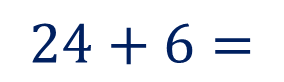 24 + 6 =